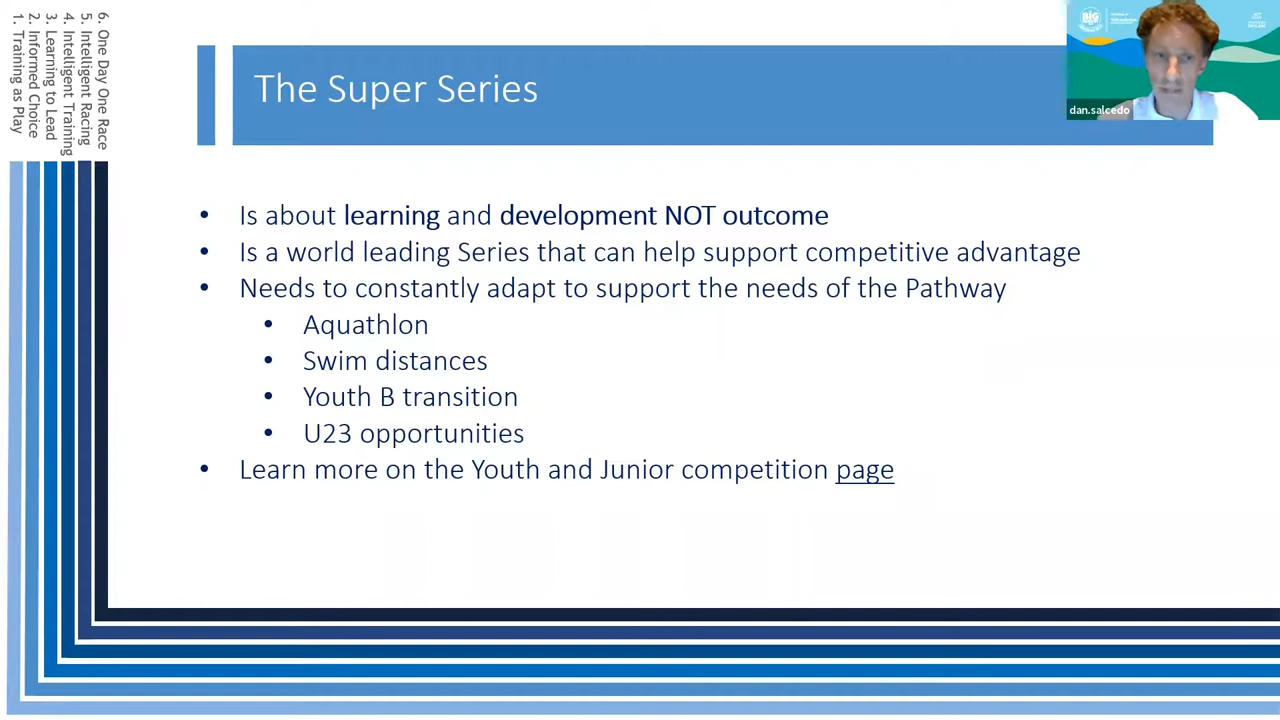 6. One Day One Race
5. Intelligent Racing
4. Intelligent Training
3. Learning to Lead
2. Informed Choice
1. Training as Play
The Super Series
BIG
dan.salcedo
• Is about learning and development NOT outcome
• Is a world leading Series that can help support competitive advantage
• Needs to constantly adapt to support the needs of the Pathway
• Aquathlon
• Swim distances
• Youth B transition
• U23 opportunities
• Learn more on the Youth and Junior competition page